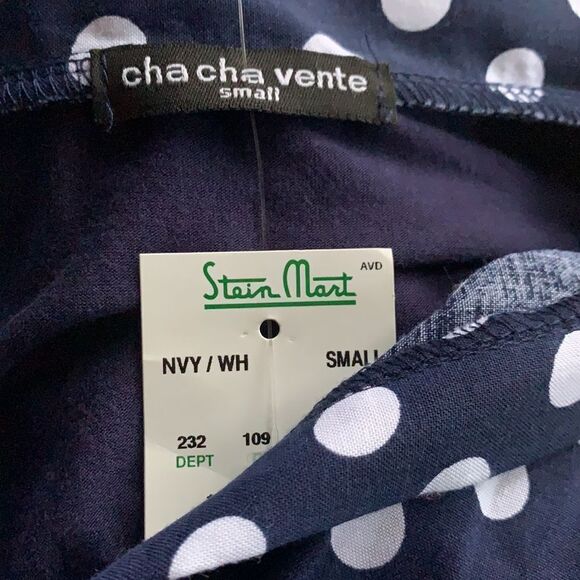 cha cha vente
small
Stein Mart AVD
NVY / WH SMALL
232 109
DEPT